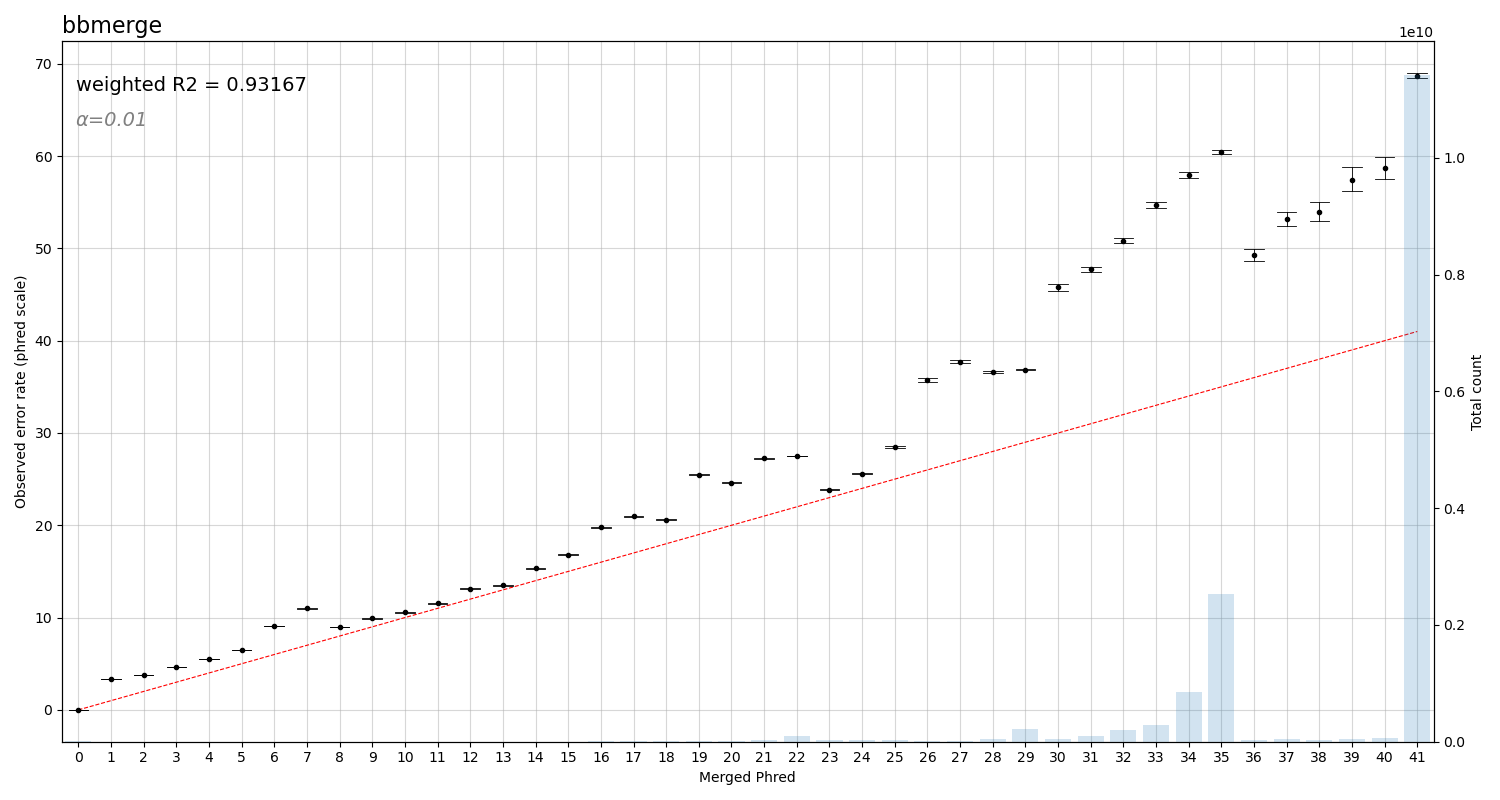 bbmerge
1e10
weighted R2 = 0.93167
α=0.01
70
60
50
40
30
20
10
0
Observed error rate (phred scale)
1.0
0.8
0.6
0.4
0.2
0.0
Total count
0 1 2 3 4 5 6 7 8 9 10 11 12 13 14 15 16 17 18 19 20 21 22 23 24 25 26 27 28 29 30 31 32 33 34 35 36 37 38 39 40 41
Merged Phred